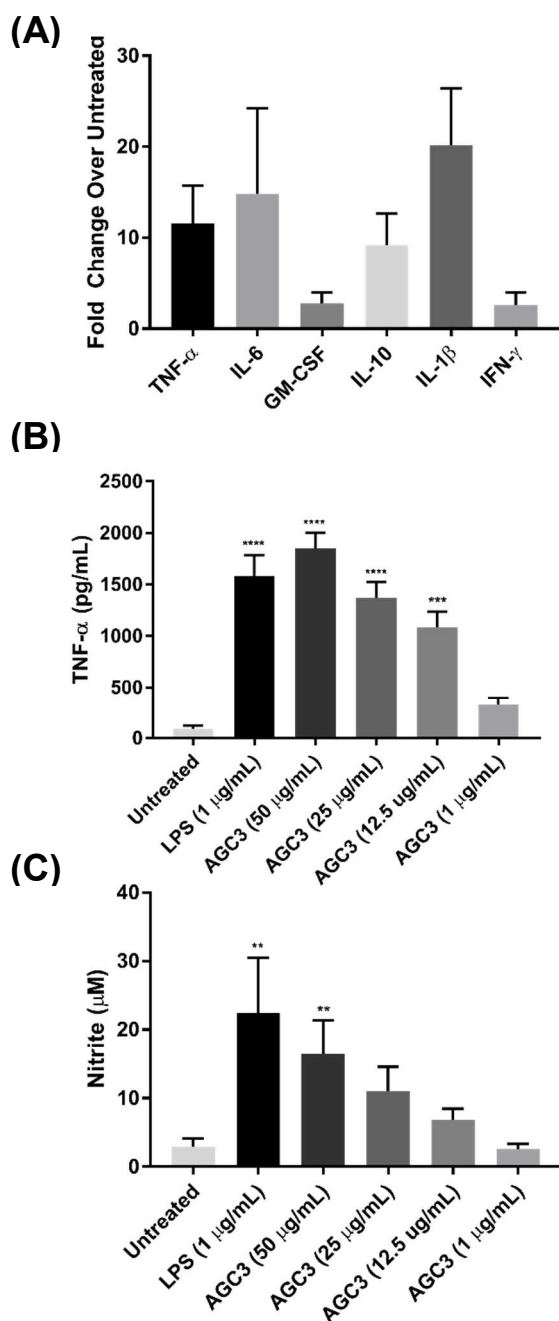 (A)
Fold Change Over Untreated
30
20
10
0
TNF-α
IL-6
GM-CSF
IL-10
IL-1β
IFN-γ
(B)
TNF-α (pg/mL)
2500
2000
1500
1000
500
0
****
****
****
***
Untreated
LPS (1 μg/mL)
AGC3 (50 μg/mL)
AGC3 (25 μg/mL)
AGC3 (12.5 ug/mL)
AGC3 (1 μg/mL)
(C)
Nitrite (μM)
40
30
20
10
0
**
**
Untreated
LPS (1 μg/mL)
AGC3 (50 μg/mL)
AGC3 (25 μg/mL)
AGC3 (12.5 ug/mL)
AGC3 (1 μg/mL)